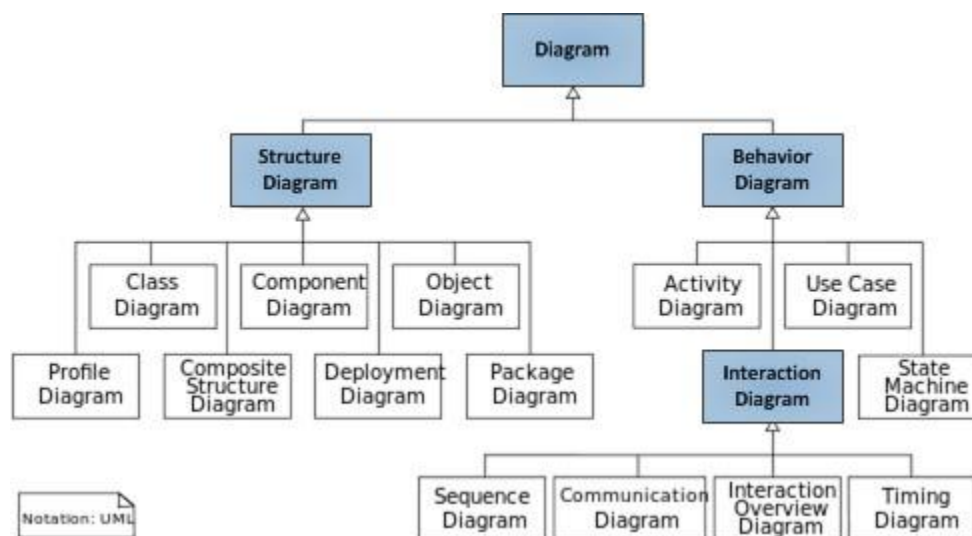 Diagram
Structure
Diagram
Behavior
Diagram
Class
Diagram
Component
Diagram
Object
Diagram
Activity
Diagram
Use Case
Diagram
Profile
Diagram
Composite
Structure
Diagram
Deployment
Diagram
Package
Diagram
Interaction
Diagram
State
Machine
Diagram
Sequence
Diagram
Communication
Diagram
Interaction
Overview
Diagram
Timing
Diagram
Notation: UML